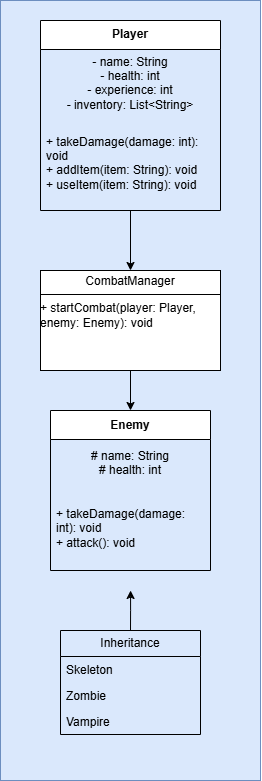 Player
- name: String
- health: int
- experience: int
- inventory: List<String>
+ takeDamage(damage: int):
void
+ addItem(item: String): void
+ useItem(item: String): void
CombatManager
+ startCombat(player: Player,
enemy: Enemy): void
Enemy
# name: String
# health: int
+ takeDamage(damage:
int): void
+ attack(): void
Inheritance
Skeleton
Zombie
Vampire